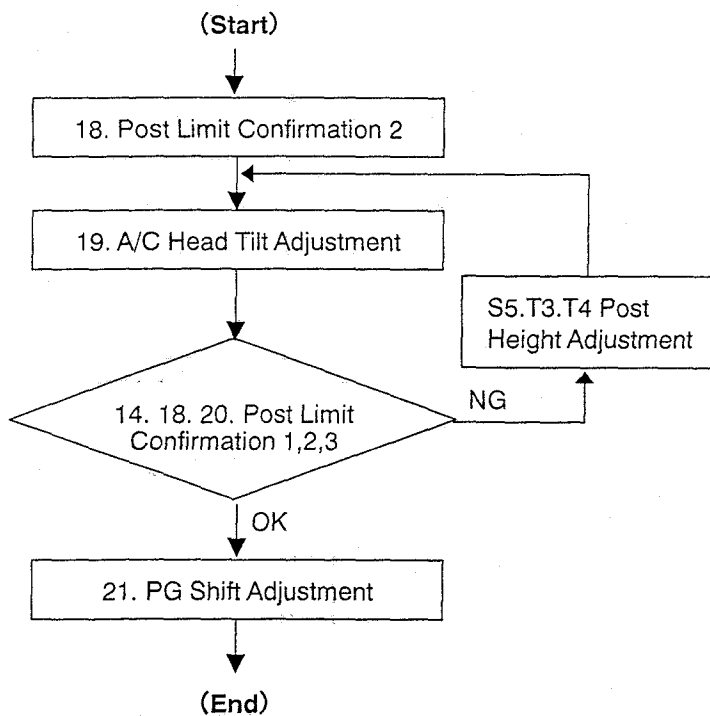 (Start)
18. Post Limit Confirmation 2
19. A/C Head Tilt Adjustment
S5.T3.T4 Post
Height Adjustment
14. 18. 20. Post Limit
Confirmation 1,2,3
NG
OK
21. PG Shift Adjustment
(End)